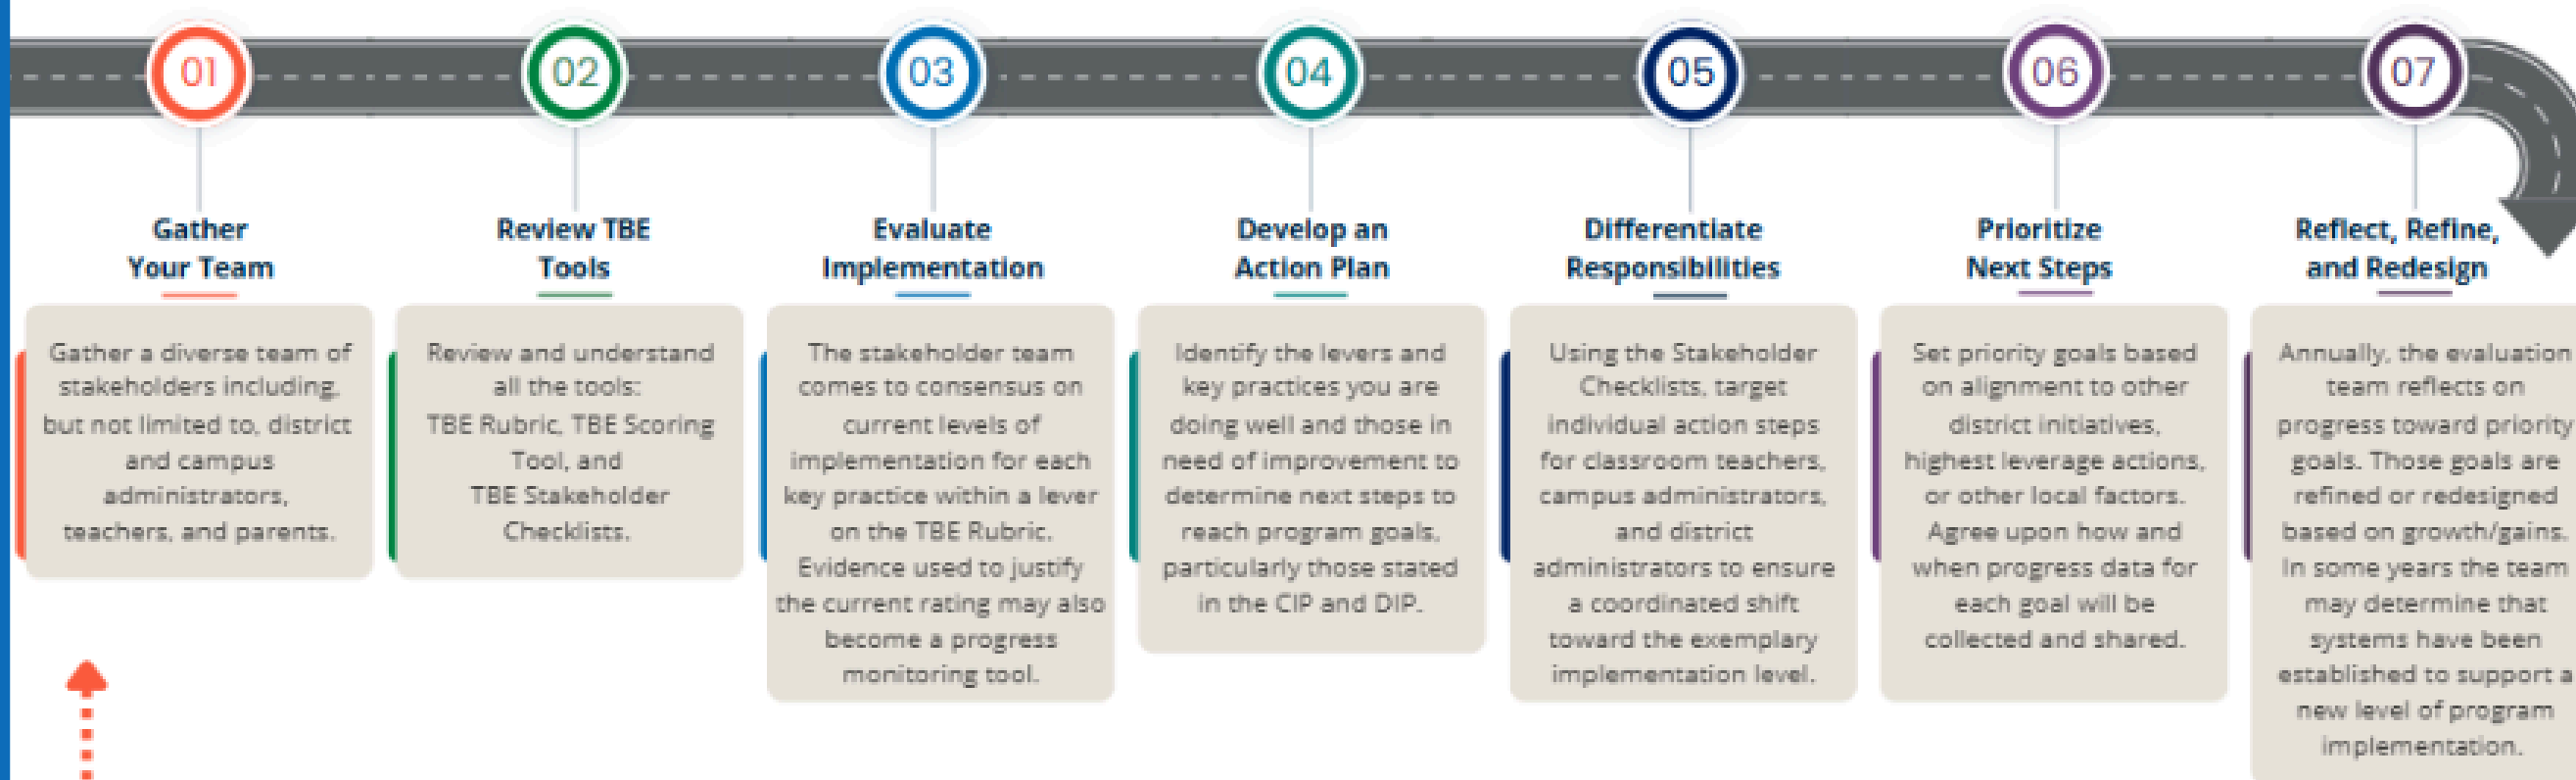 01
02
03
04
05
06
07
Gather
Your Team
Gather a diverse team of
stakeholders including,
but not limited to, district
and campus
administrators,
teachers, and parents.
Review TBE
Tools
Review and understand
all the tools:
TBE Rubric, TBE Scoring
Tool, and
TBE Stakeholder
Checklists.
Evaluate
Implementation
The stakeholder team
comes to consensus on
current levels of
implementation for each
key practice within a lever
on the TBE Rubric.
Evidence used to justify
the current rating may also
become a progress
monitoring tool.
Develop an
Action Plan
Identify the levers and
key practices you are
doing well and those in
need of improvement to
determine next steps to
reach program goals,
particularly those stated
in the CIP and DIP.
Differentiate
Responsibilities
Using the Stakeholder
Checklists, target
individual action steps
for classroom teachers,
campus administrators,
and district
administrators to ensure
a coordinated shift
toward the exemplary
implementation level.
Prioritize
Next Steps
Set priority goals based
on alignment to other
district initiatives,
highest leverage actions,
or other local factors.
Agree upon how and
when progress data for
each goal will be
collected and shared.
Reflect, Refine,
and Redesign
Annually, the evaluation
team reflects on
progress toward priority
goals. Those goals are
refined or redesigned
based on growth/gains.
In some years the team
may determine that
systems have been
established to support a
new level of program
implementation.